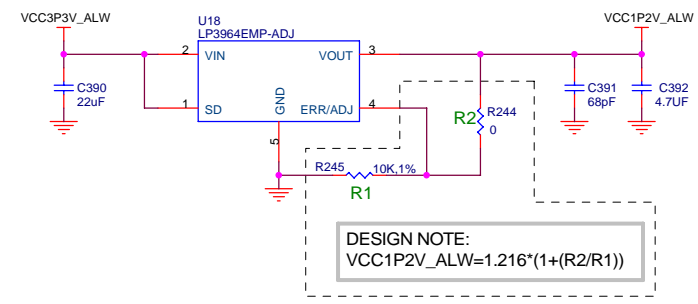 VCC3P3V_ALW
VCC1P2V_ALW
U18
LP3964EMP-ADJ
2 VIN
VOUT 3
1 SD
GND
ERR/ADJ 4
5
C390
22uF
C391
68pF
C392
4.7UF
R2 R244
0
R245 10K,1%
R1
DESIGN NOTE:
VCC1P2V_ALW=1.216*(1+(R2/R1))